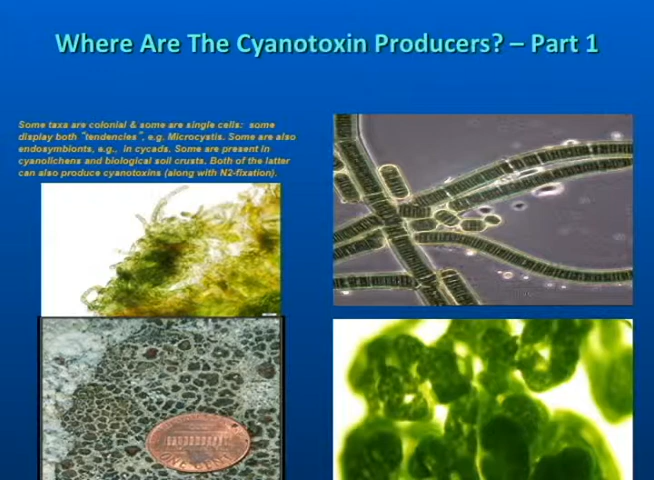 Where Are The Cyanotoxin Producers? – Part 1
Some taxa are colonial & some are single cells: some
display both "tendencies", e.g. Microcystis. Some are also
endosymbionts, e.g., in cycads. Some are present in
cyanolichens and biological soil crusts. Both of the latter
can also produce cyanotoxins (along with N2-fixation).
ONE CENT